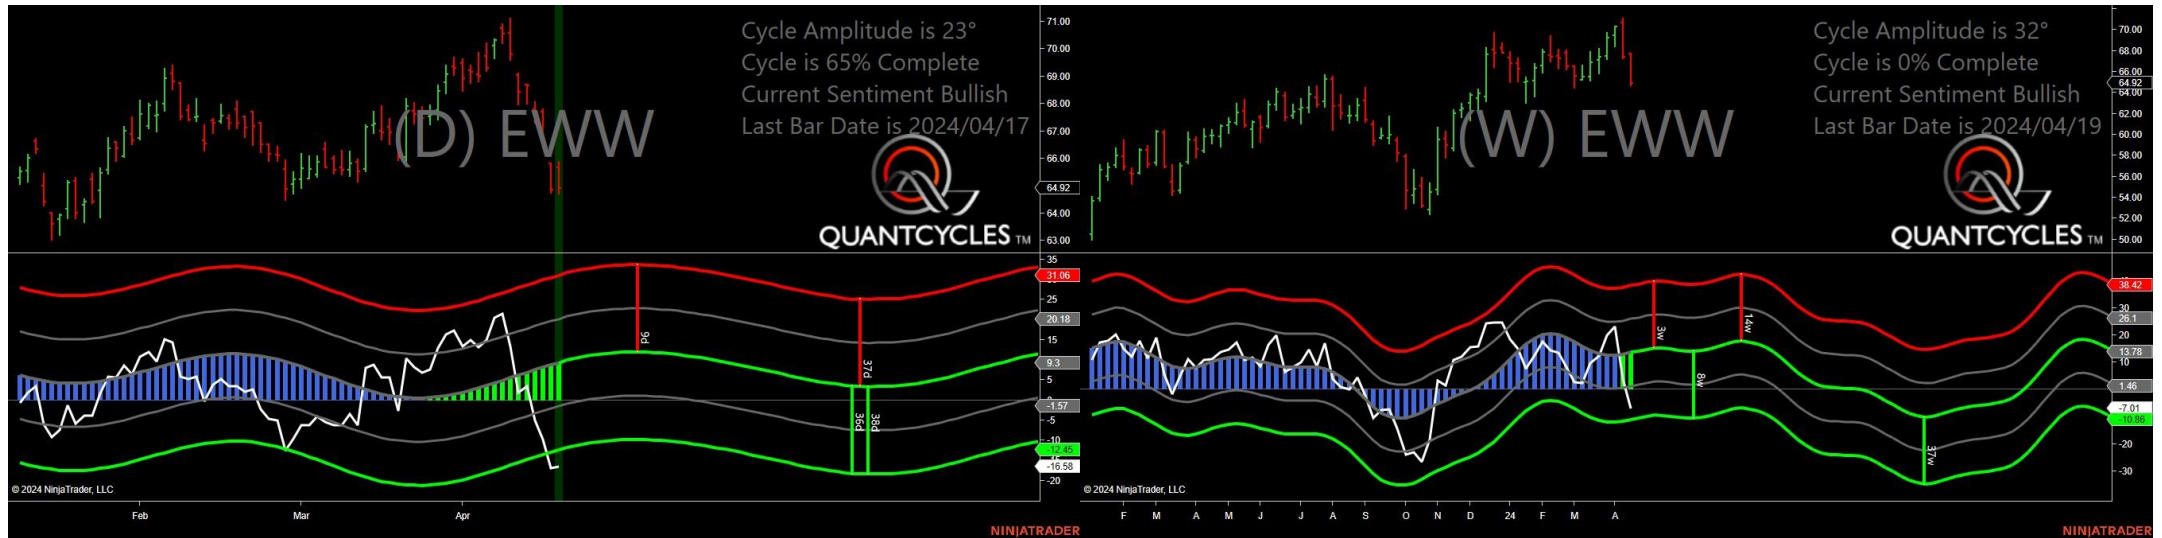 Cycle Amplitude is 23°
Cycle is 65% Complete
Current Sentiment Bullish
Last Bar Date is 2024/04/17
(D) EWW
QUANTCYCLES TM
71.00
70.00
69.00
68.00
67.00
66.00
64.92
64.00
63.00
35
31.06
25
20.18
15
9.3
5
0
-1.57
-5
-10
-12.45
-16.58
-20
9d
37d
36d
38d
© 2024 NinjaTrader, LLC
Feb
Mar
Apr
NINJATRADER
Cycle Amplitude is 32°
Cycle is 0% Complete
Current Sentiment Bullish
Last Bar Date is 2024/04/19
(W) EWW
QUANTCYCLES TM
70.00
68.00
66.00
64.92
64.00
62.00
60.00
58.00
56.00
54.00
52.00
50.00
38.42
30
26.1
20
13.78
10
1.46
-7.01
-10.86
-20
-30
3w
14w
8w
37w
© 2024 NinjaTrader, LLC
F
M
A
M
J
J
A
S
O
N
D
24
F
M
A
NINJATRADER